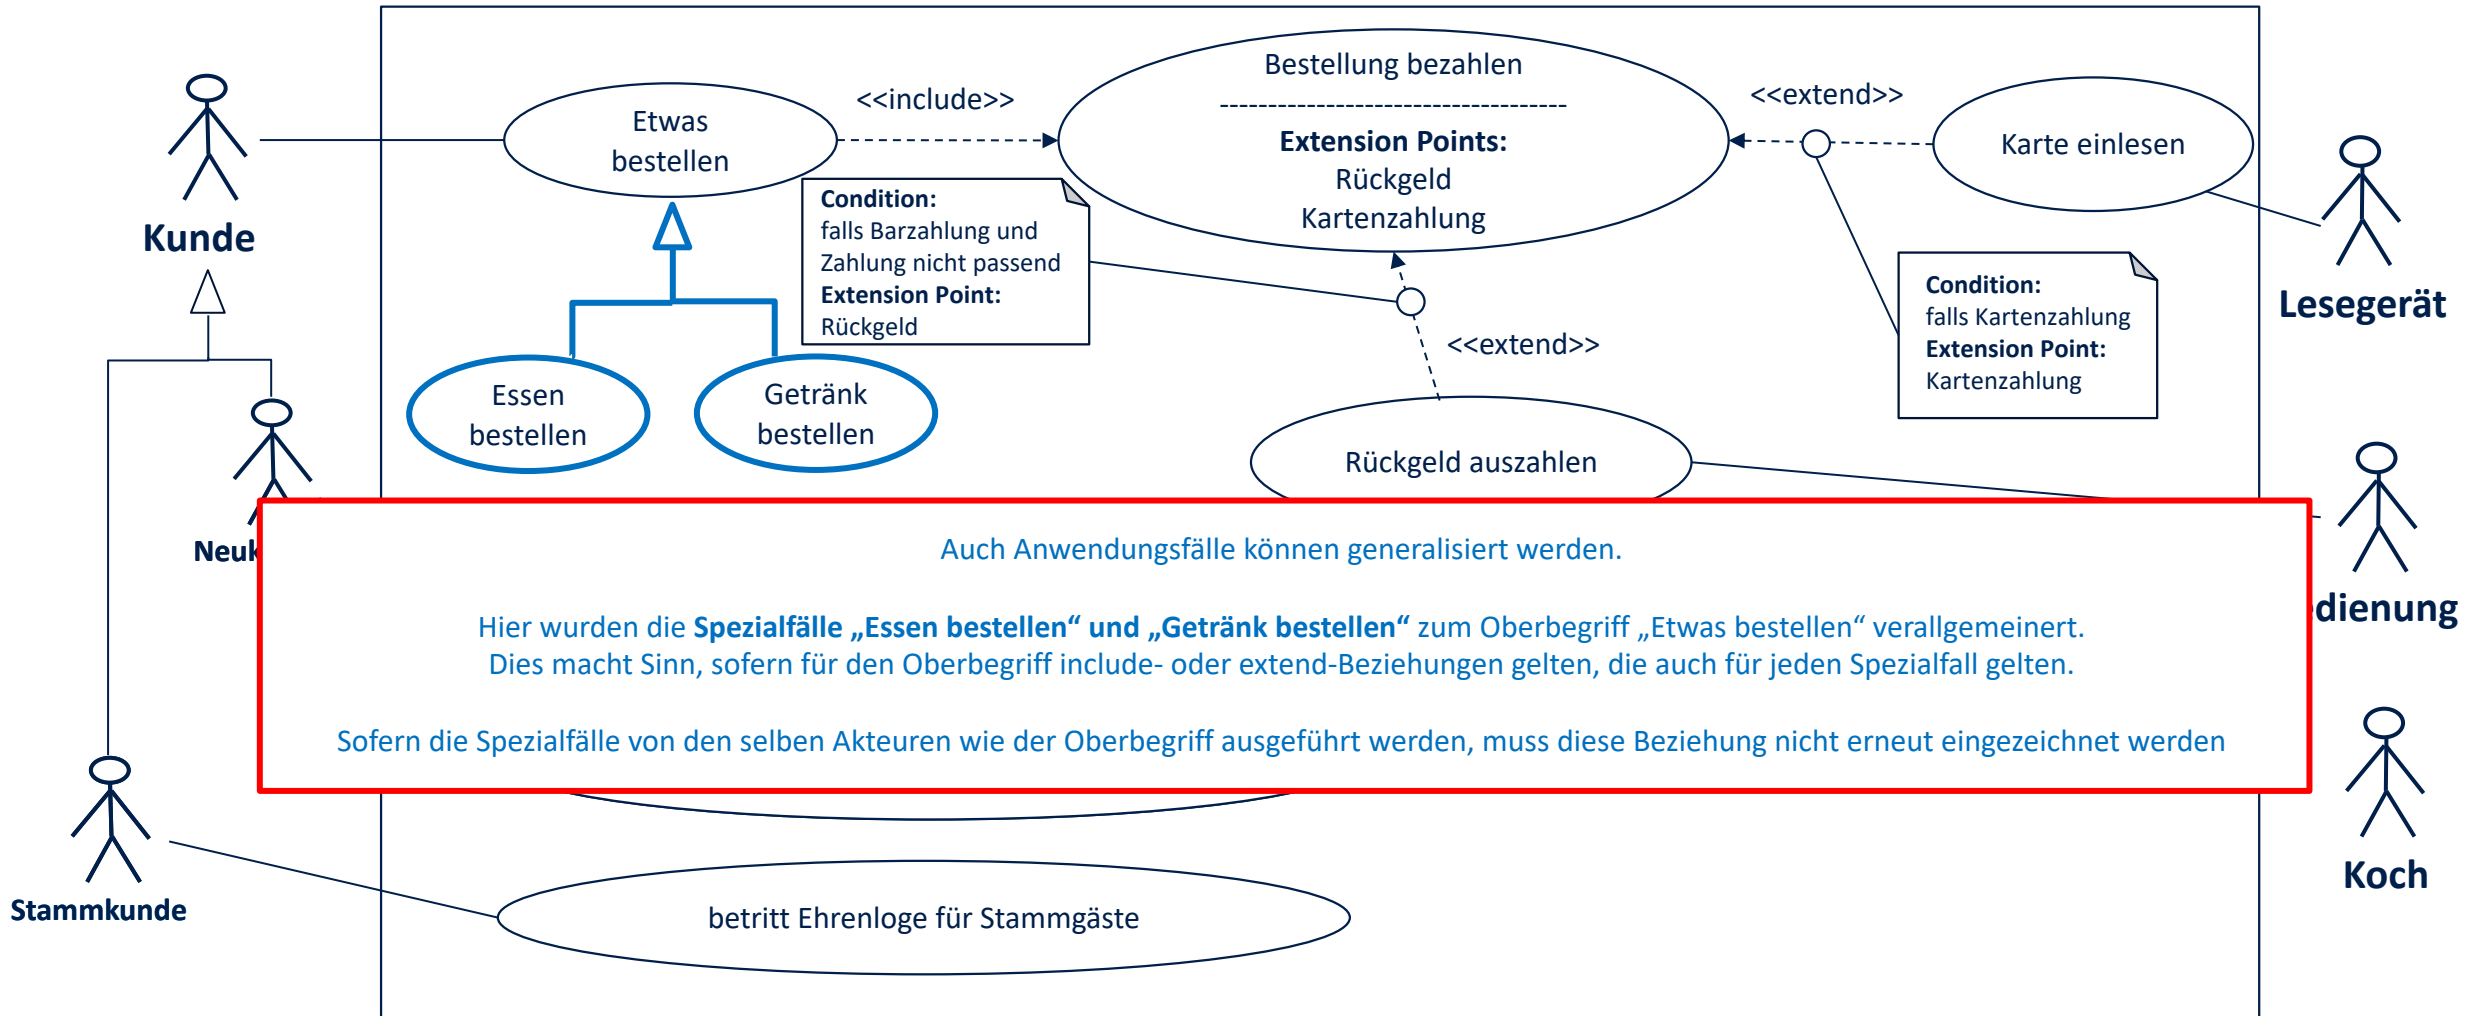 Bestellung bezahlen
------------------------------------
Extension Points:
Rückgeld
Kartenzahlung
<<include>>
<<extend>>
Etwas
bestellen
Karte einlesen
Kunde
Condition:
falls Barzahlung und
Zahlung nicht passend
Extension Point:
Rückgeld
Condition:
falls Kartenzahlung
Extension Point:
Kartenzahlung
Lesegerät
<<extend>>
Essen
bestellen
Getränk
bestellen
Rückgeld auszahlen
Neuk
Auch Anwendungsfälle können generalisiert werden.
Hier wurden die Spezialfälle „Essen bestellen“ und „Getränk bestellen“ zum Oberbegriff „Etwas bestellen“ verallgemeinert.
Dies macht Sinn, sofern für den Oberbegriff include- oder extend-Beziehungen gelten, die auch für jeden Spezialfall gelten.
Sofern die Spezialfälle von den selben Akteuren wie der Oberbegriff ausgeführt werden, muss diese Beziehung nicht erneut eingezeichnet werden
dienung
Koch
Stammkunde
betritt Ehrenloge für Stammgäste